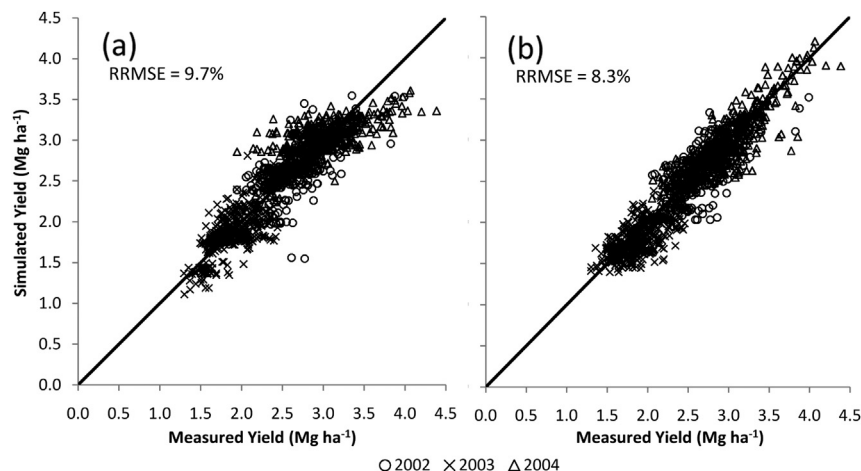 (a)
RRMSE = 9.7%
4.5
4.0
3.5
3.0
2.5
2.0
1.5
1.0
0.5
0.0
Simulated Yield (Mg ha⁻¹)
0.0 0.5 1.0 1.5 2.0 2.5 3.0 3.5 4.0 4.5
Measured Yield (Mg ha⁻¹)
(b)
RRMSE = 8.3%
0.0 0.5 1.0 1.5 2.0 2.5 3.0 3.5 4.0 4.5
Measured Yield (Mg ha⁻¹)
2002 2003 2004